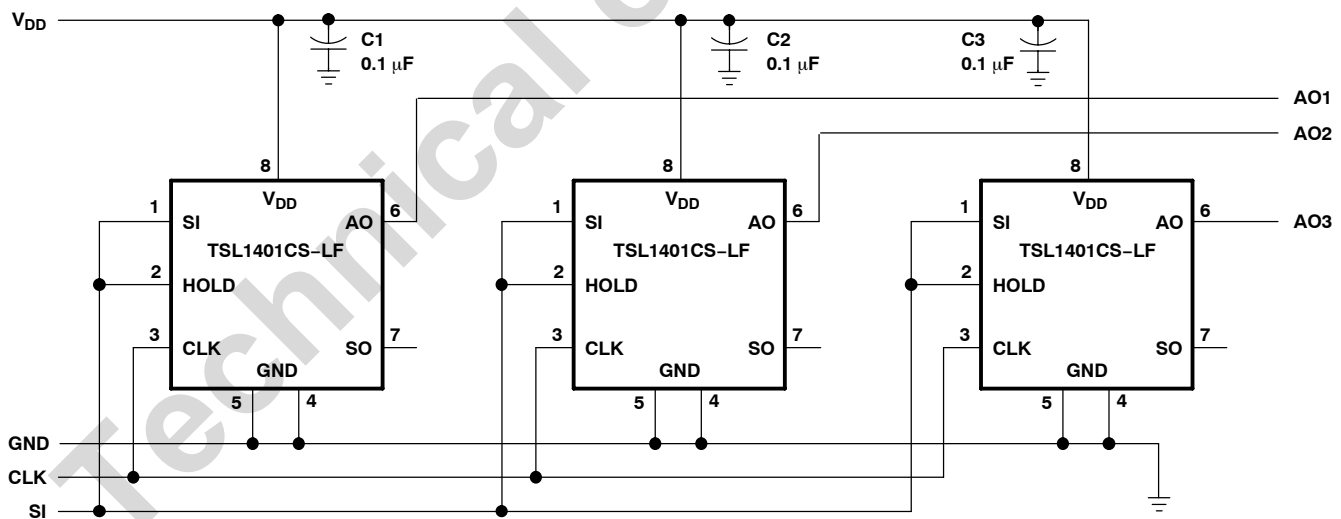 VDD
C1
0.1 μF
C2
0.1 μF
C3
0.1 μF
AO1
AO2
8
8
8
VDD
VDD
VDD
1
SI
AO
6
1
SI
AO
6
1
SI
AO
6
AO3
TSL1401CS–LF
TSL1401CS–LF
TSL1401CS–LF
2
HOLD
2
HOLD
2
HOLD
3
CLK
SO
7
3
CLK
SO
7
3
CLK
SO
7
GND
GND
GND
5
4
5
4
5
4
GND
CLK
SI
Technical